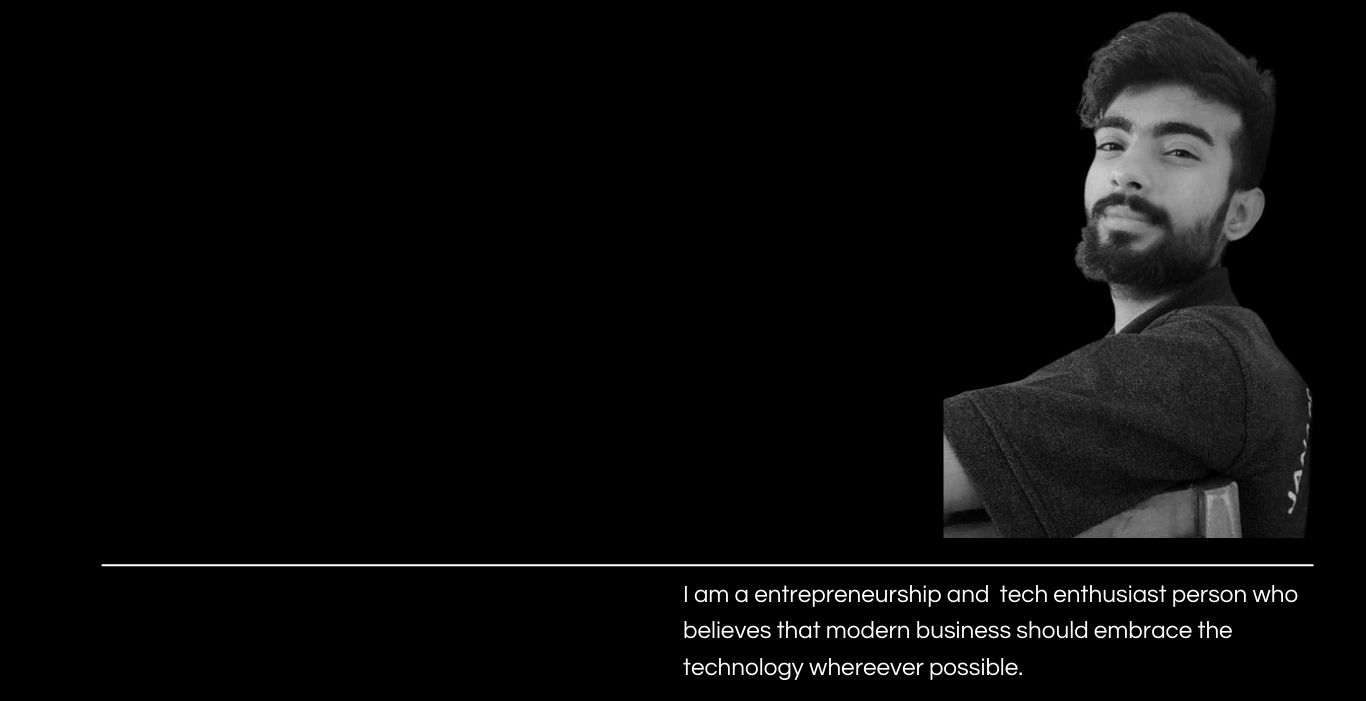 I am a entrepreneurship and  tech enthusiast person who
believes that modern business should embrace the
technology whereever possible.